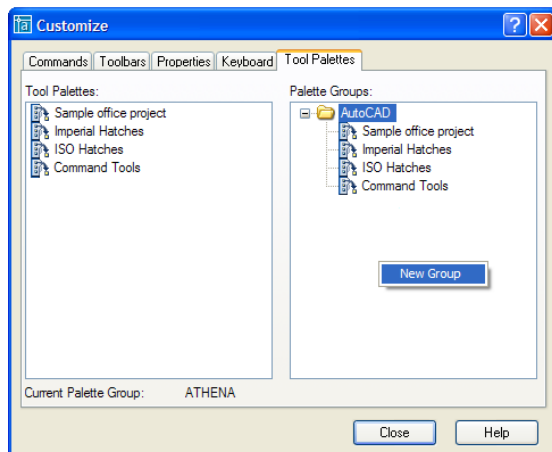 Customize
Commands Toolbars Properties Keyboard Tool Palettes
Tool Palettes:
Sample office project
Imperial Hatches
ISO Hatches
Command Tools
Palette Groups:
AutoCAD
Sample office project
Imperial Hatches
ISO Hatches
Command Tools
New Group
Current Palette Group: ATHENA
Close Help